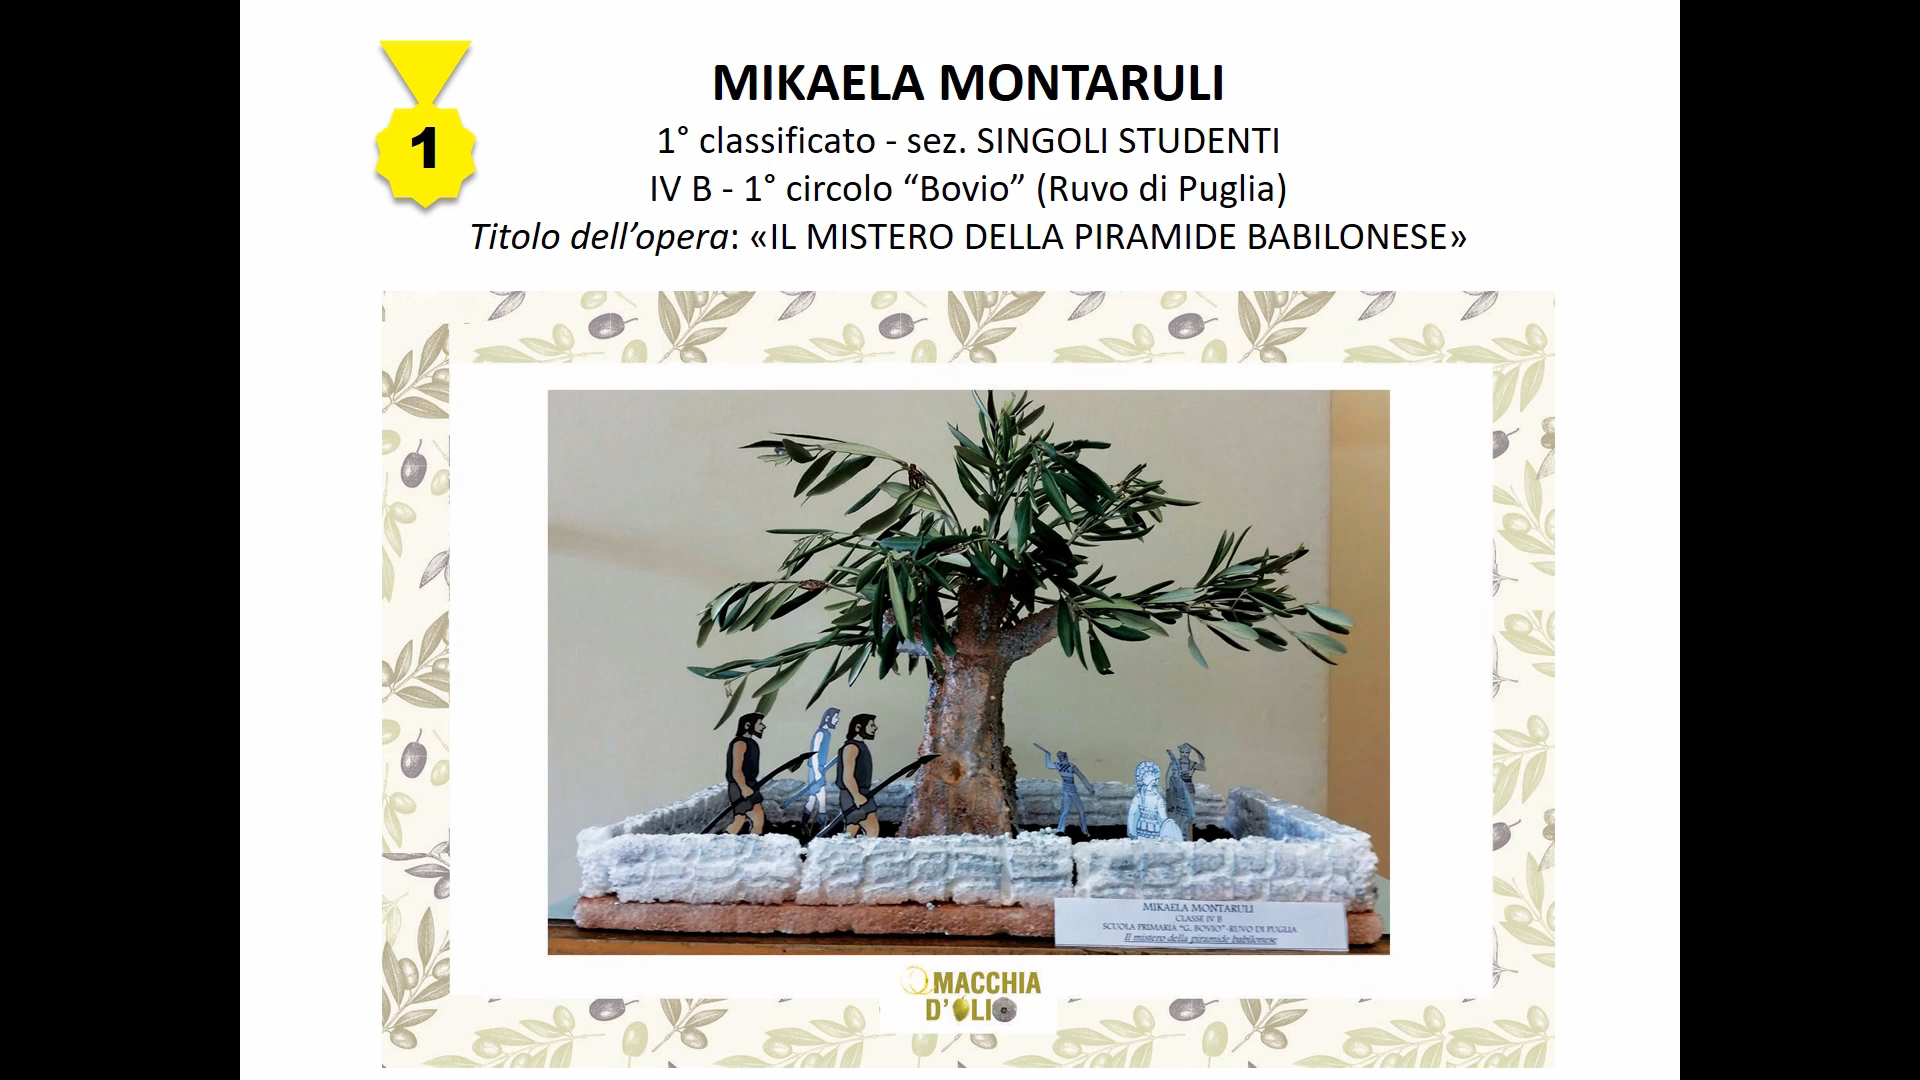 1
MIKAELA MONTARULI
1° classificato - sez. SINGOLI STUDENTI
IV B - 1° circolo “Bovio” (Ruvo di Puglia)
Titolo dell’opera: «IL MISTERO DELLA PIRAMIDE BABILONESE»
MIKAELA MONTARULI
CLASSE IV B
SCUOLA PRIMARIA “G. BOVIO”-RUVO DI PUGLIA
Il mistero della piramide babilonese
MACCHIA
D’OLIO